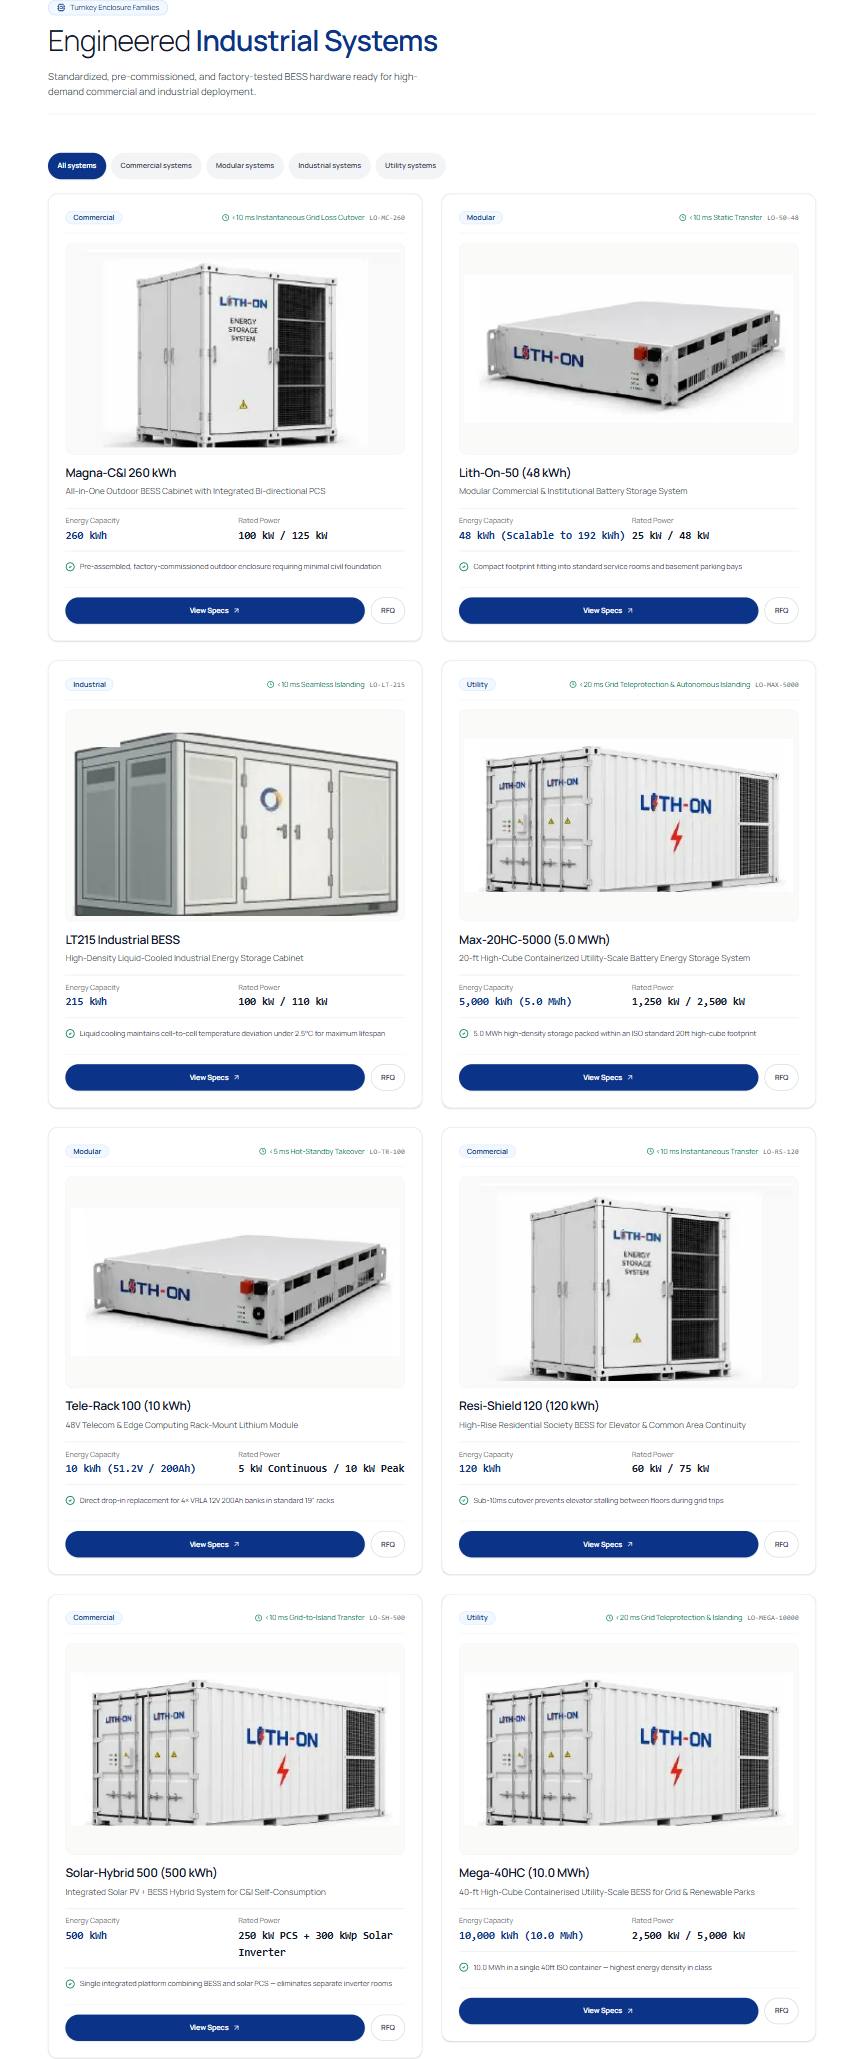 Turnkey Enclosure Families
Engineered Industrial Systems
Standardized, pre-commissioned, and factory-tested BESS hardware ready for high-
demand commercial and industrial deployment.
All systems
Commercial systems
Modular systems
Industrial systems
Utility systems
Commercial
<10 ms Instantaneous Grid Loss Cutover LO-MC-260
LITH-ON
ENERGY
STORAGE
SYSTEM
Magna-C&I 260 kWh
All-in-One Outdoor BESS Cabinet with Integrated Bi-directional PCS
Energy Capacity
260 kWh
Rated Power
100 kW / 125 kW
Pre-assembled, factory-commissioned outdoor enclosure requiring minimal civil foundation
View Specs
RFQ
Modular
<10 ms Static Transfer LO-50-48
LITH-ON
Lith-On-50 (48 kWh)
Modular Commercial & Institutional Battery Storage System
Energy Capacity
48 kWh (Scalable to 192 kWh)
Rated Power
25 kW / 48 kW
Compact footprint fitting into standard service rooms and basement parking bays
View Specs
RFQ
Industrial
<10 ms Seamless Islanding LO-LT-215
LT215 Industrial BESS
High-Density Liquid-Cooled Industrial Energy Storage Cabinet
Energy Capacity
215 kWh
Rated Power
100 kW / 110 kW
Liquid cooling maintains cell-to-cell temperature deviation under 2.5°C for maximum lifespan
View Specs
RFQ
Utility
<20 ms Grid Teleprotection & Autonomous Islanding LO-MAX-5000
LITH-ON
LITH-ON
LITH-ON
Max-20HC-5000 (5.0 MWh)
20-ft High-Cube Containerized Utility-Scale Battery Energy Storage System
Energy Capacity
5,000 kWh (5.0 MWh)
Rated Power
1,250 kW / 2,500 kW
5.0 MWh high-density storage packed within an ISO standard 20ft high-cube footprint
View Specs
RFQ
Modular
<5 ms Hot-Standby Takeover LO-TR-100
LITH-ON
Tele-Rack 100 (10 kWh)
48V Telecom & Edge Computing Rack-Mount Lithium Module
Energy Capacity
10 kWh (51.2V / 200Ah)
Rated Power
5 kW Continuous / 10 kW Peak
Direct drop-in replacement for 4× VRLA 12V 200Ah banks in standard 19" racks
View Specs
RFQ
Commercial
<10 ms Instantaneous Transfer LO-RS-120
LITH-ON
ENERGY
STORAGE
SYSTEM
Resi-Shield 120 (120 kWh)
High-Rise Residential Society BESS for Elevator & Common Area Continuity
Energy Capacity
120 kWh
Rated Power
60 kW / 75 kW
Sub-10ms cutover prevents elevator stalling between floors during grid trips
View Specs
RFQ
Commercial
<10 ms Grid-to-Island Transfer LO-SH-500
LITH-ON
LITH-ON
LITH-ON
Solar-Hybrid 500 (500 kWh)
Integrated Solar PV + BESS Hybrid System for C&I Self-Consumption
Energy Capacity
500 kWh
Rated Power
250 kW PCS + 300 kWp Solar
Inverter
Single integrated platform combining BESS and solar PCS — eliminates separate inverter rooms
View Specs
RFQ
Utility
<20 ms Grid Teleprotection & Islanding LO-MEGA-10000
LITH-ON
LITH-ON
LITH-ON
Mega-40HC (10.0 MWh)
40-ft High-Cube Containerised Utility-Scale BESS for Grid & Renewable Parks
Energy Capacity
10,000 kWh (10.0 MWh)
Rated Power
2,500 kW / 5,000 kW
10.0 MWh in a single 40ft ISO container — highest energy density in class
View Specs
RFQ